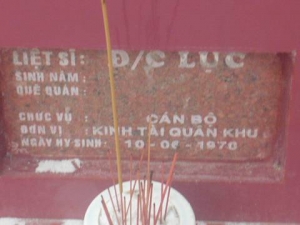 LIỆT SĨ: Đ/C LỤC
SINH NĂM:
QUÊ QUÁN:
CHỨC VỤ : CÁN BỘ
ĐƠN VỊ : KINH TÀI QUÂN KHU
NGÀY HY SINH: 10-06-1970